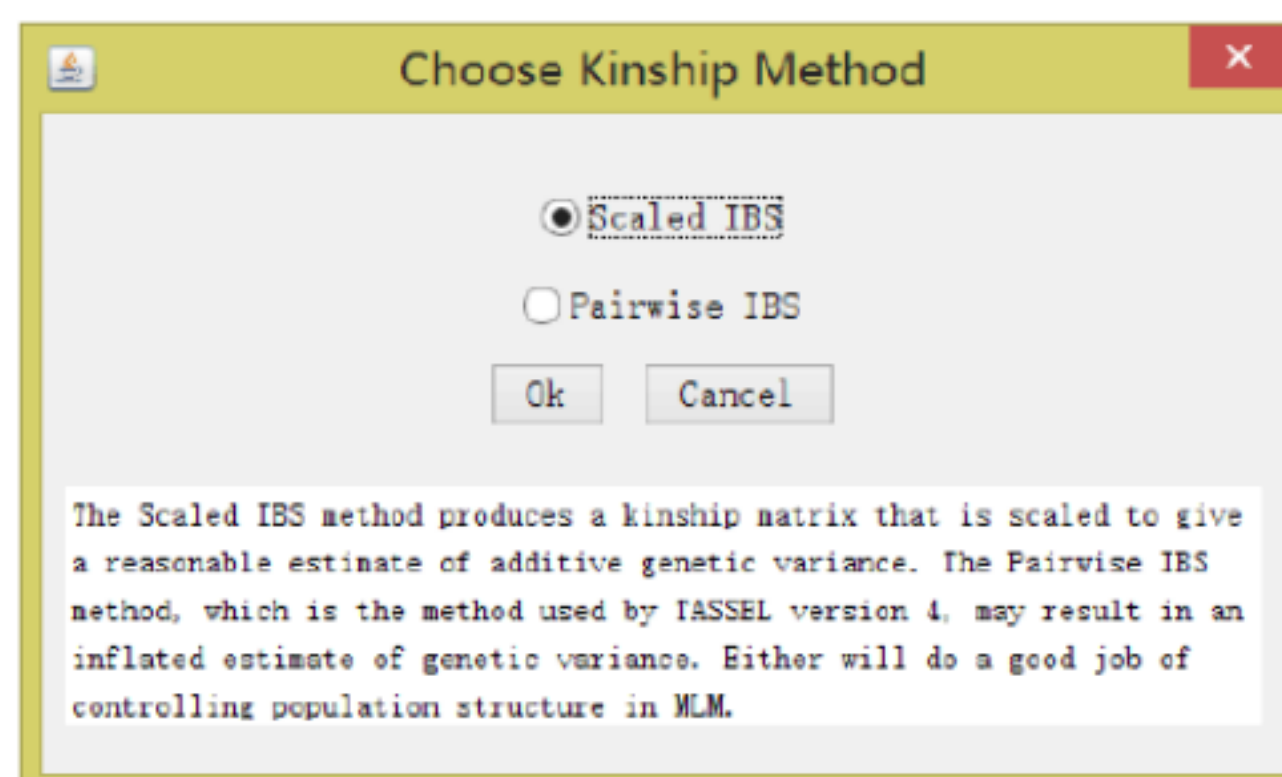 Choose Kinship Method
Scaled IBS
Pairwise IBS
Ok Cancel
The Scaled IBS method produces a kinship matrix that is scaled to give
a reasonable estimate of additive genetic variance. The Pairwise IBS
method, which is the method used by TASSEL version 4, may result in an
inflated estimate of genetic variance. Either will do a good job of
controlling population structure in MLM.